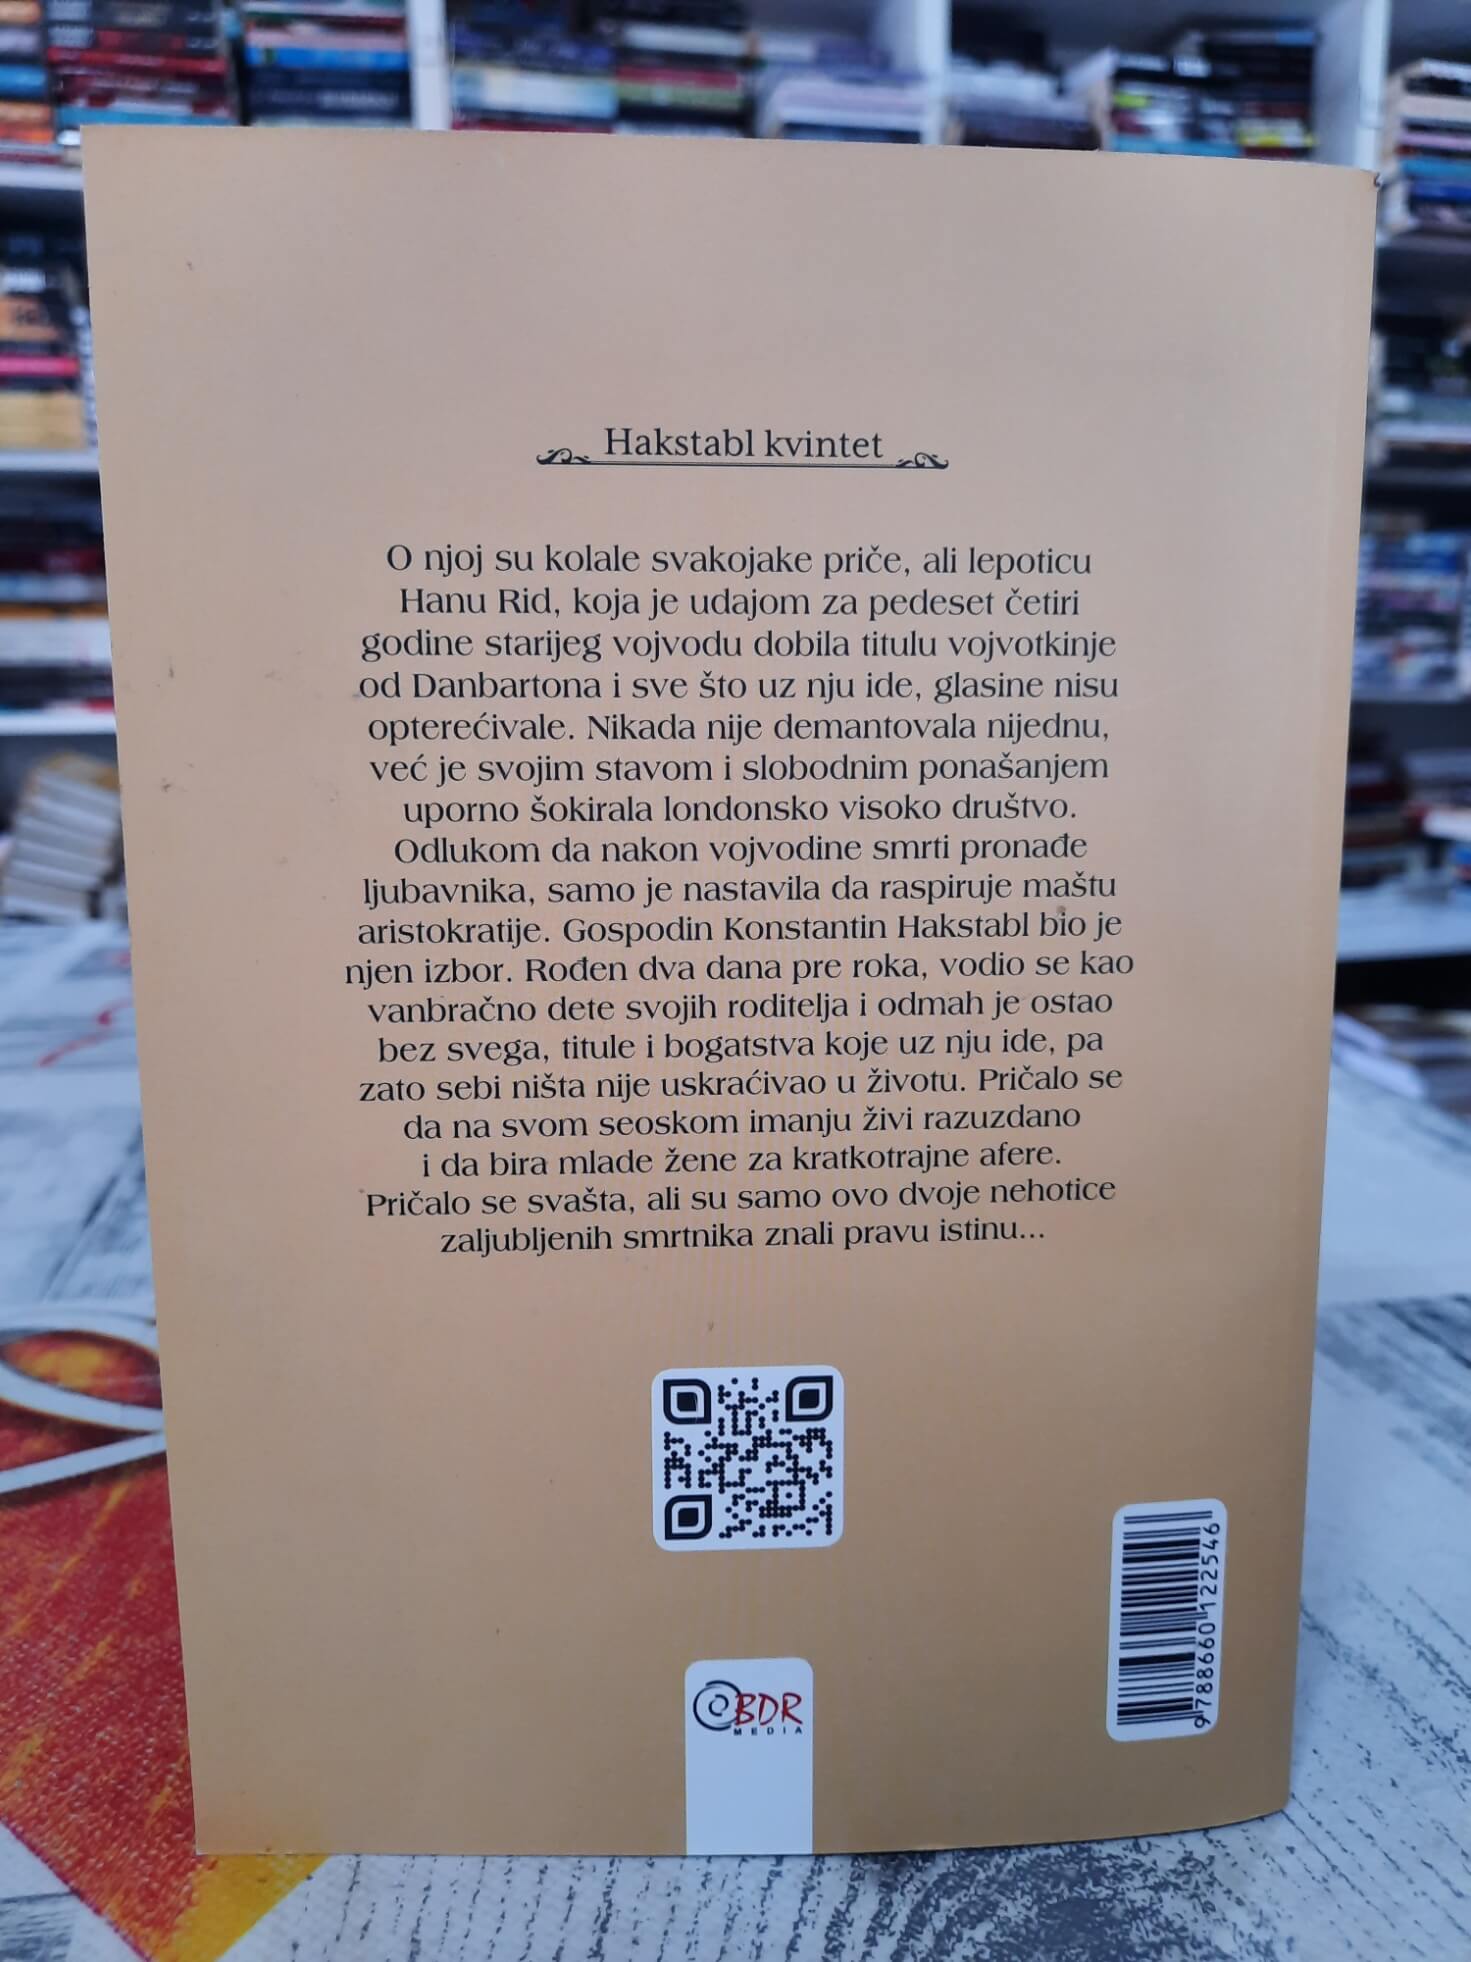 Hakstabl kvintet
O njoj su kolale svakojake priče, ali lepoticu
Hanu Rid, koja je udajom za pedeset četiri
godine starijeg vojvodu dobila titulu vojvotkinje
od Danbartona i sve što uz nju ide, glasine nisu
opterećivale. Nikada nije demantovala nijednu,
već je svojim stavom i slobodnim ponašanjem
uporno šokirala londonsko visoko društvo.
Odlukom da nakon vojvodine smrti pronađe
ljubavnika, samo je nastavila da raspiruje maštu
aristokratije. Gospodin Konstantin Hakstabl bio je
njen izbor. Rođen dva dana pre roka, vodio se kao
vanbračno dete svojih roditelja i odmah je ostao
bez svega, titule i bogatstva koje uz nju ide, pa
zato sebi ništa nije uskraćivao u životu. Pričalo se
da na svom seoskom imanju živi razuzdano
i da bira mlade žene za kratkotrajne afere.
Pričalo se svašta, ali su samo ovo dvoje nehotice
zaljubljenih smrtnika znali pravu istinu...
9788660122546
BDR
MEDIA